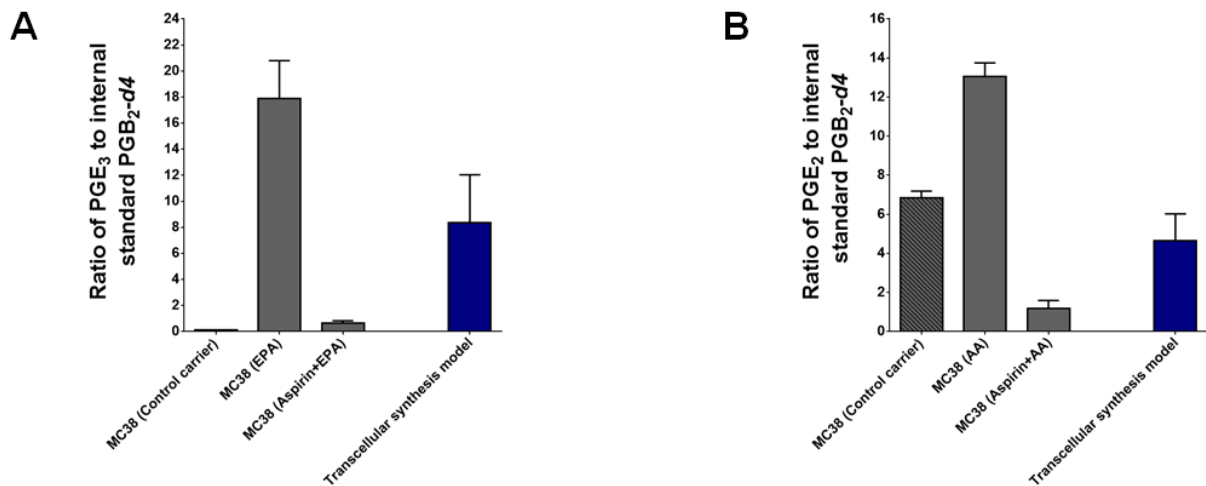 A
Ratio of PGE3 to internal
standard PGB2-d4
24
22
20
18
16
14
12
10
8
6
4
2
0
MC38 (Control carrier)
MC38 (EPA)
MC38 (Aspirin+EPA)
Transcellular synthesis model
B
Ratio of PGE2 to internal
standard PGB2-d4
16
14
12
10
8
6
4
2
0
MC38 (Control carrier)
MC38 (AA)
MC38 (Aspirin+AA)
Transcellular synthesis model